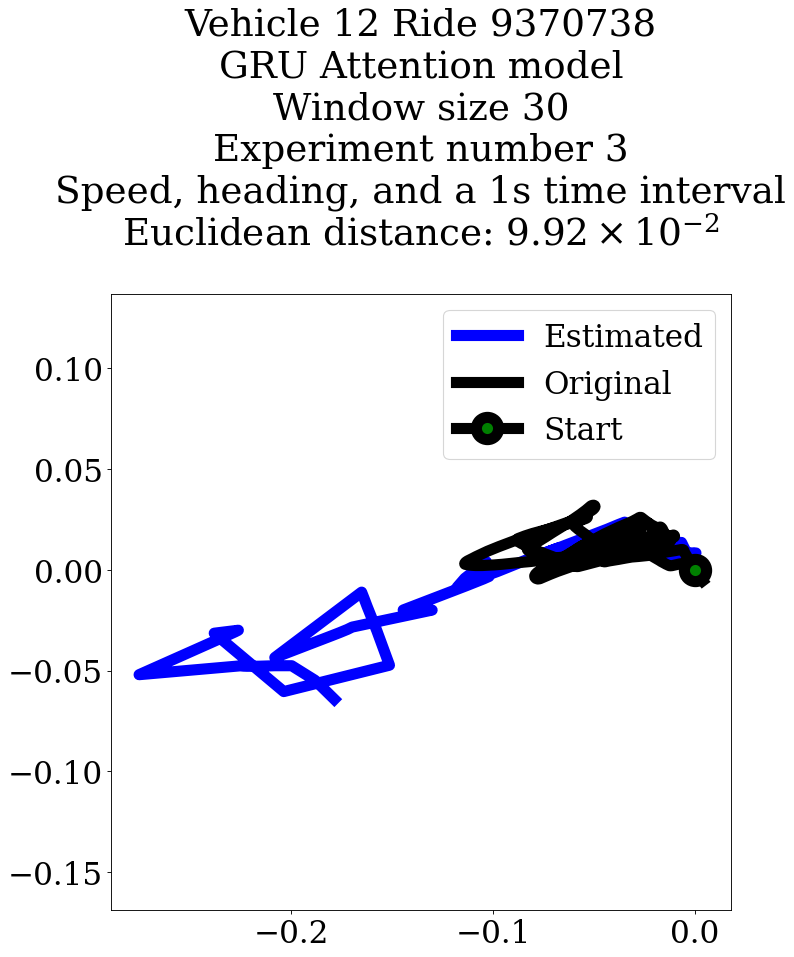 Vehicle 12 Ride 9370738
GRU Attention model
Window size 30
Experiment number 3
Speed, heading, and a 1s time interval
Euclidean distance: 9.92 × 10⁻²
Estimated
Original
Start
0.10
0.05
0.00
−0.05
−0.10
−0.15
−0.2
−0.1
0.0